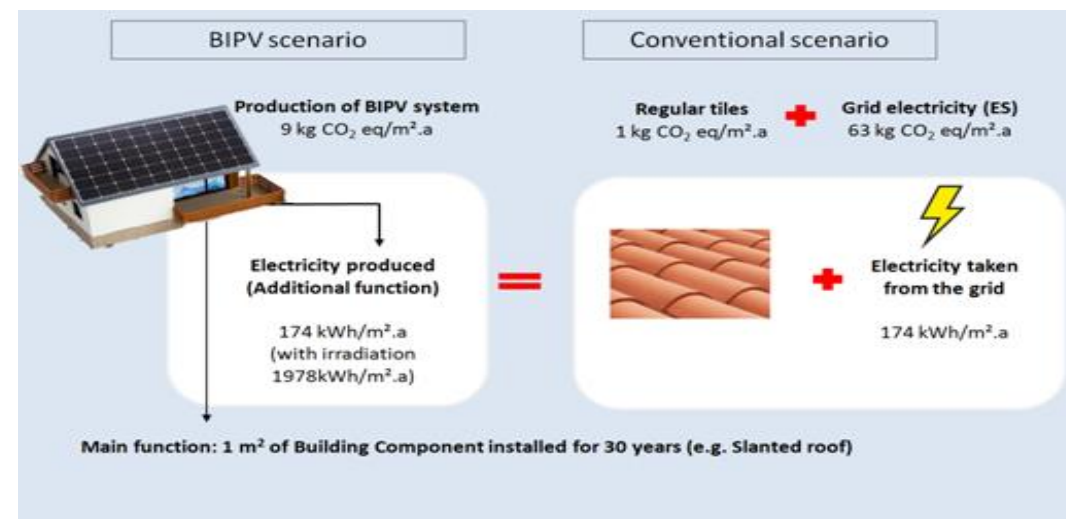 BIPV scenario
Conventional scenario
Production of BIPV system
9 kg CO₂ eq/m².a
Regular tiles
1 kg CO₂ eq/m².a
Grid electricity (ES)
63 kg CO₂ eq/m².a
Electricity produced
(Additional function)
174 kWh/m².a
(with irradiation
1978kWh/m².a)
Electricity taken
from the grid
174 kWh/m².a
Main function: 1 m² of Building Component installed for 30 years (e.g. Slanted roof)